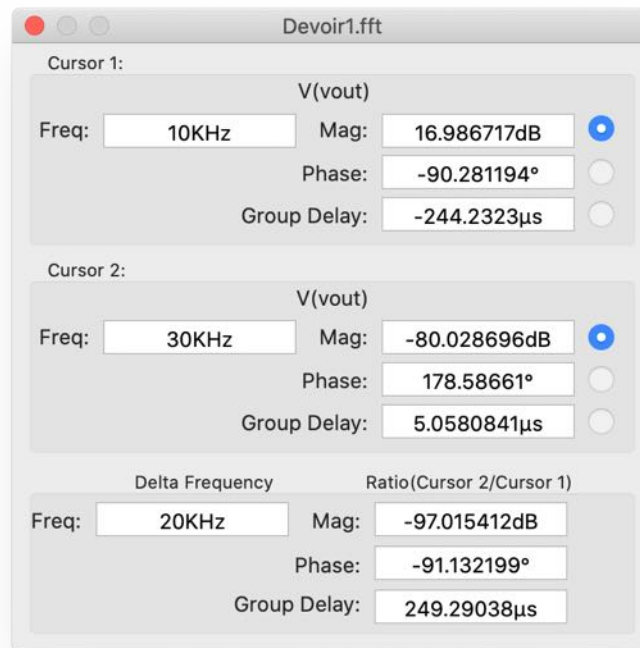 Devoir1.fft
Cursor 1:
V(vout)
Freq: 10KHz Mag: 16.986717dB
Phase: -90.281194°
Group Delay: -244.2323µs
Cursor 2:
V(vout)
Freq: 30KHz Mag: -80.028696dB
Phase: 178.58661°
Group Delay: 5.0580841µs
Delta Frequency Ratio(Cursor 2/Cursor 1)
Freq: 20KHz Mag: -97.015412dB
Phase: -91.132199°
Group Delay: 249.29038µs